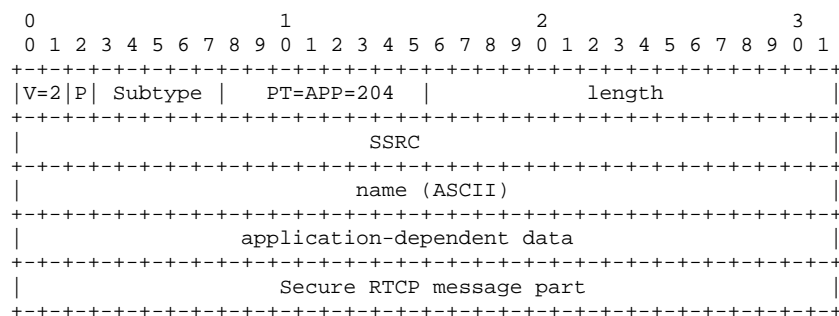 0                   1                   2                   3
 0 1 2 3 4 5 6 7 8 9 0 1 2 3 4 5 6 7 8 9 0 1 2 3 4 5 6 7 8 9 0 1
+-+-+-+-+-+-+-+-+-+-+-+-+-+-+-+-+-+-+-+-+-+-+-+-+-+-+-+-+-+-+-+-+
|V=2|P| Subtype |   PT=APP=204  |            length             |
+-+-+-+-+-+-+-+-+-+-+-+-+-+-+-+-+-+-+-+-+-+-+-+-+-+-+-+-+-+-+-+-+
|                           SSRC                                |
+-+-+-+-+-+-+-+-+-+-+-+-+-+-+-+-+-+-+-+-+-+-+-+-+-+-+-+-+-+-+-+-+
|                          name (ASCII)                         |
+-+-+-+-+-+-+-+-+-+-+-+-+-+-+-+-+-+-+-+-+-+-+-+-+-+-+-+-+-+-+-+-+
|                 application-dependent data                    |
+-+-+-+-+-+-+-+-+-+-+-+-+-+-+-+-+-+-+-+-+-+-+-+-+-+-+-+-+-+-+-+-+
|                    Secure RTCP message part                   |
+-+-+-+-+-+-+-+-+-+-+-+-+-+-+-+-+-+-+-+-+-+-+-+-+-+-+-+-+-+-+-+-+